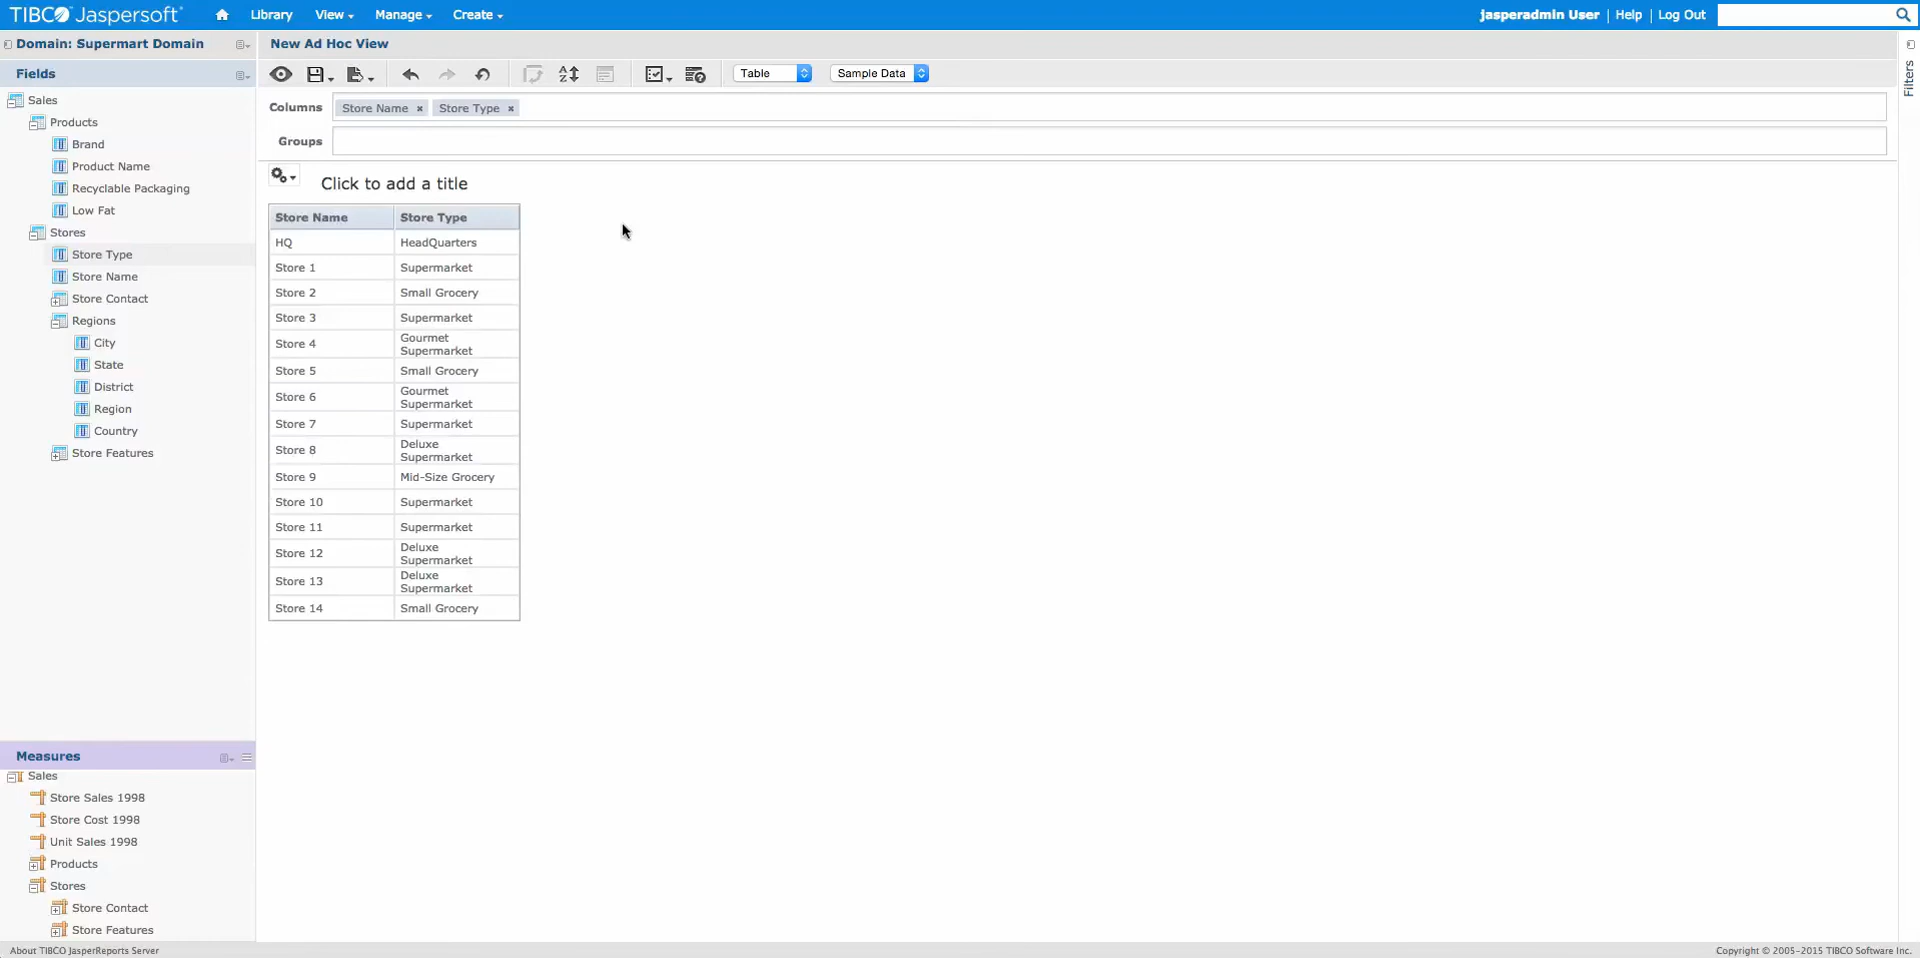 TIBCO Jaspersoft Library View Manage Create jasperadmin User | Help | Log Out
Domain: Supermart Domain
New Ad Hoc View
Fields
Table
Sample Data
Filters
Sales
Products
Brand
Product Name
Recyclable Packaging
Low Fat
Stores
Store Type
Store Name
Store Contact
Regions
City
State
District
Region
Country
Store Features
Columns Store Name × Store Type ×
Groups
Click to add a title
Store Name Store Type
HQ HeadQuarters
Store 1 Supermarket
Store 2 Small Grocery
Store 3 Supermarket
Store 4 Gourmet Supermarket
Store 5 Small Grocery
Store 6 Gourmet Supermarket
Store 7 Supermarket
Store 8 Deluxe Supermarket
Store 9 Mid-Size Grocery
Store 10 Supermarket
Store 11 Supermarket
Store 12 Deluxe Supermarket
Store 13 Deluxe Supermarket
Store 14 Small Grocery
Measures
Sales
Store Sales 1998
Store Cost 1998
Unit Sales 1998
Products
Stores
Store Contact
Store Features
About TIBCO JasperReports Server
Copyright © 2005-2015 TIBCO Software Inc.